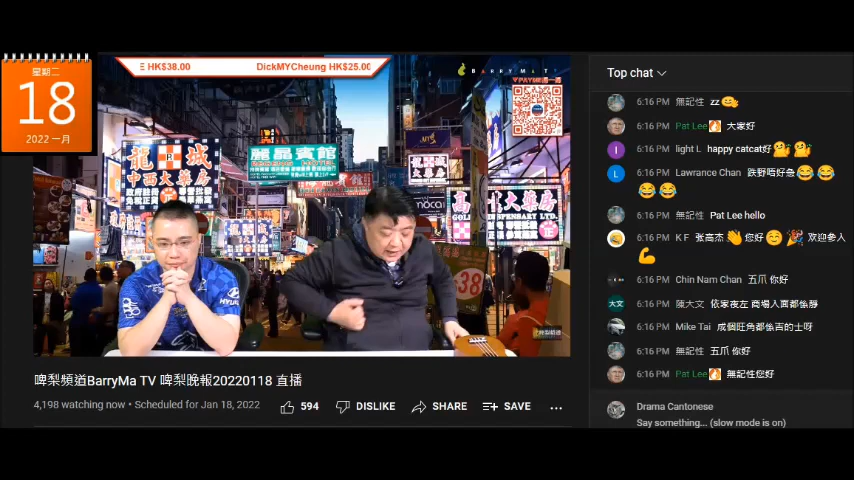 星期二
18
2022 一月
E HK$38.00
DickMYCheung HK$25.00
BARRYMA
龍城
中西大藥房
麗晶賓館
大藥房
HYUNDAI
38
啤梨頻道BarryMa TV 啤梨晚報20220118 直播
4,198 watching now • Scheduled for Jan 18, 2022
594
DISLIKE
SHARE
SAVE
Top chat
6:16 PM 無記性 zz
6:16 PM Pat Lee 大家好
6:16 PM light L happy catcat好
6:16 PM Lawrance Chan 跌野唔好急
6:16 PM 無記性 Pat Lee hello
6:16 PM K F 张高杰 您好 欢迎參入
6:16 PM Chin Nam Chan 五爪 你好
大文
6:16 PM 陳大文 依家夜左 商場入面都係靜
6:16 PM Mike Tai 成個旺角都係吉的士呀
6:16 PM 無記性 五爪 你好
6:16 PM Pat Lee 無記性您好
Drama Cantonese
Say something... (slow mode is on)